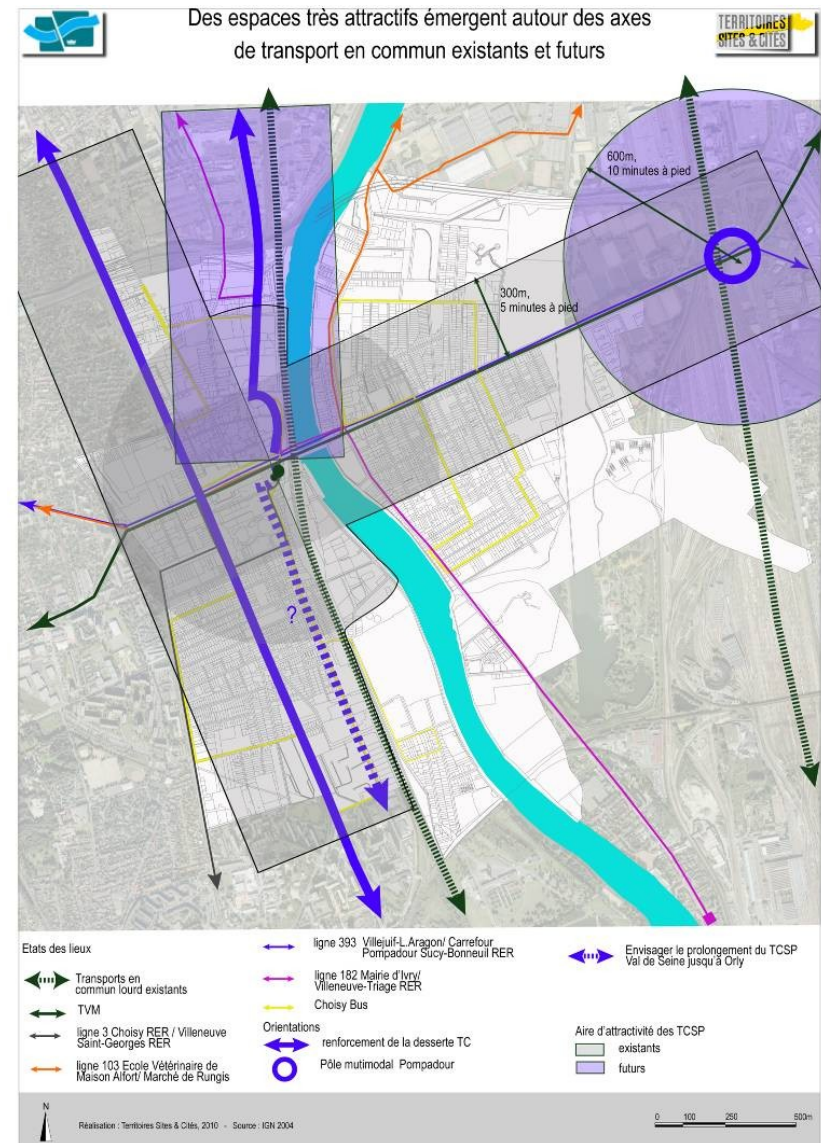 Des espaces très attractifs émergent autour des axes
de transport en commun existants et futurs
TERRITOIRES
SITES & CITÉS
600m,
10 minutes à pied
300m,
5 minutes à pied
?
Etats des lieux
Transports en
commun lourd existants
TVM
ligne 3 Choisy RER / Villeneuve
Saint-Georges RER
ligne 103 Ecole Vétérinaire de
Maison Alfort/ Marché de Rungis
ligne 393 Villejuif-L.Aragon/ Carrefour
Pompadour Sucy-Bonneuil RER
ligne 182 Mairie d'Ivry/
Villeneuve-Triage RER
Choisy Bus
Orientations
renforcement de la desserte TC
Pôle mutimodal Pompadour
Envisager le prolongement du TCSP
Val de Seine jusqu'à Orly
Aire d'attractivité des TCSP
existants
futurs
N
Réalisation : Territoires Sites & Cités, 2010 - Source : IGN 2004
0 100 250 500m